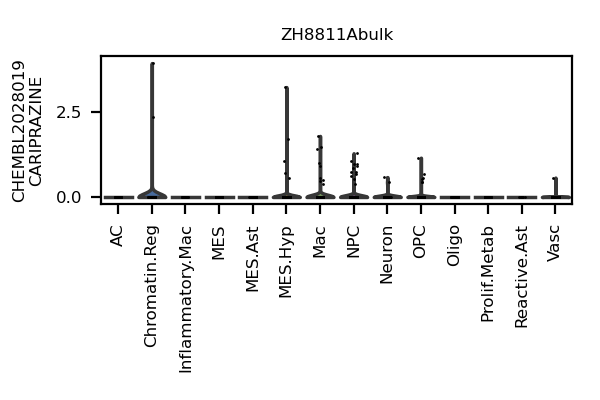 ZH8811Abulk
CHEMBL2028019
CARIPRAZINE
2.5
0.0
AC
Chromatin.Reg
Inflammatory.Mac
MES
MES.Ast
MES.Hyp
Mac
NPC
Neuron
OPC
Oligo
Prolif.Metab
Reactive.Ast
Vasc